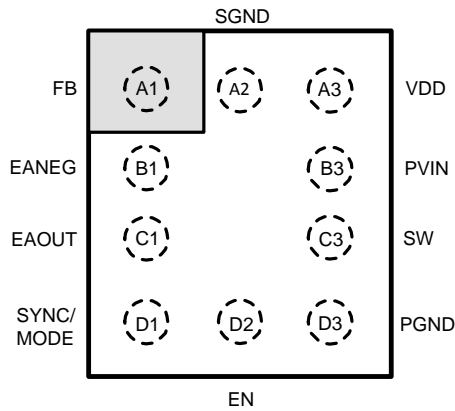 SGND
FB
A1
A2
A3
VDD
EANEG
B1
B3
PVIN
EAOUT
C1
C3
SW
SYNC/
MODE
D1
D2
D3
PGND
EN